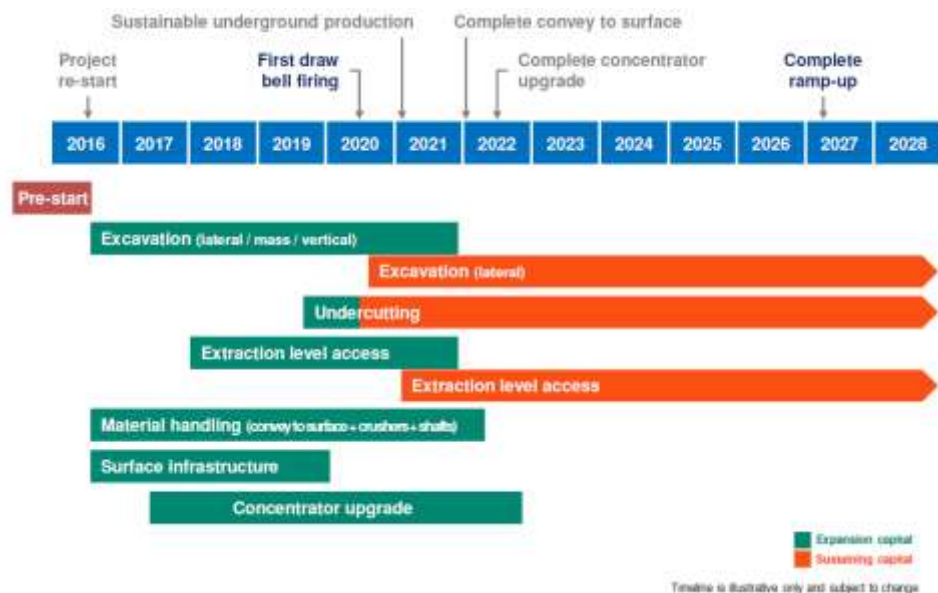 Sustainable underground production
Complete convey to surface
Project
re-start
First draw
bell firing
Complete concentrator
upgrade
Complete
ramp-up
2016 2017 2018 2019 2020 2021 2022 2023 2024 2025 2026 2027 2028
Pre-start
Excavation (lateral / mass / vertical)
Excavation (lateral)
Undercutting
Extraction level access
Extraction level access
Material handling (convey to surface + crushers + shafts)
Surface infrastructure
Concentrator upgrade
Expansion capital
Sustaining capital
Timeline is illustrative only and subject to change